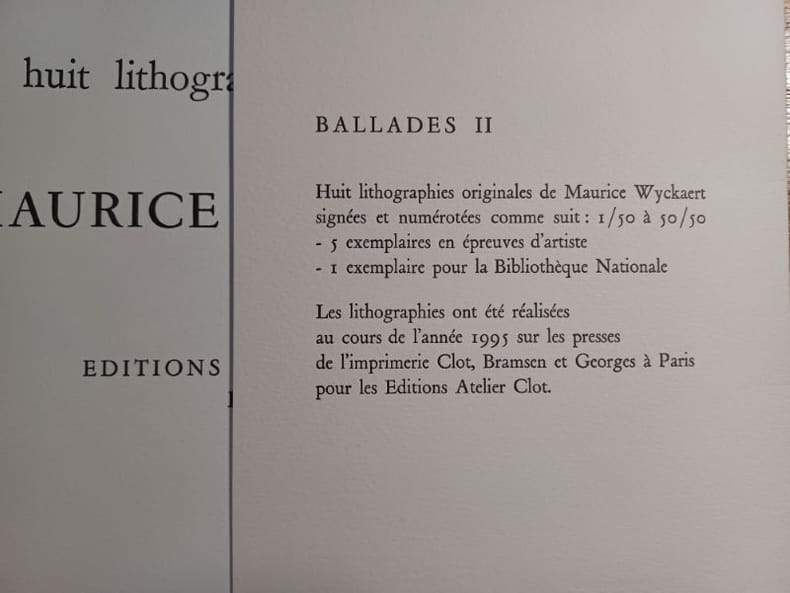 huit
MAURICE
EDITIONS
BALLADES II
Huit lithographies originales de Maurice Wyckaert
signées et numérotées comme suit : 1/50 à 50/50
- 5 exemplaires en épreuves d'artiste
- 1 exemplaire pour la Bibliothèque Nationale
Les lithographies ont été réalisées
au cours de l'année 1995 sur les presses
de l'imprimerie Clot, Bramsen et Georges à Paris
pour les Editions Atelier Clot.